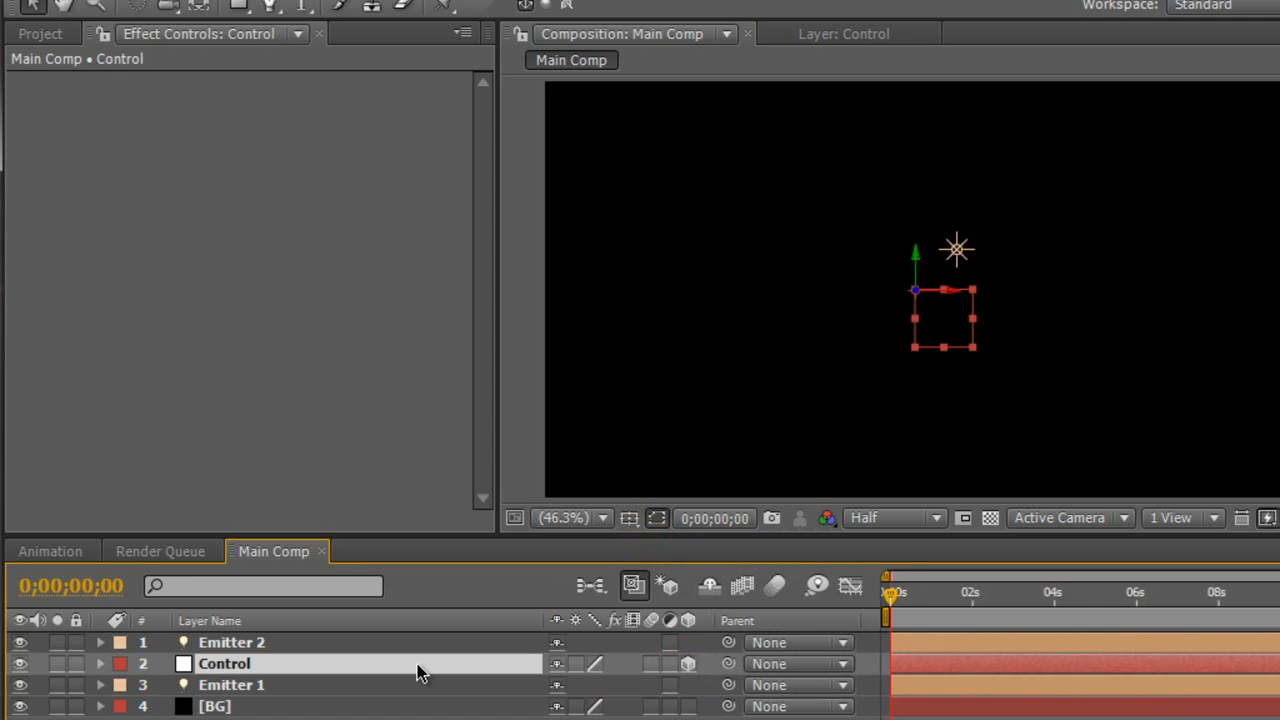 Workspace: Standard
Project Effect Controls: Control
Composition: Main Comp Layer: Control
Main Comp • Control
Main Comp
(46.3%) 0;00;00;00 Half Active Camera 1 View
Animation Render Queue Main Comp
0;00;00;00
02s 04s 06s 08s
# Layer Name fx Parent
1 Emitter 2 None
2 Control None
3 Emitter 1 None
4 [BG] None